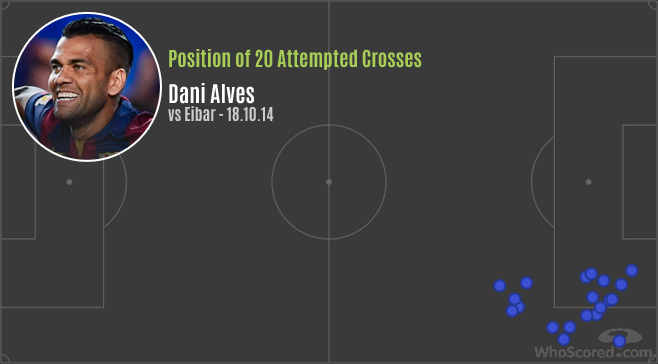 Position of 20 Attempted Crosses
Dani Alves
vs Eibar - 18.10.14
WhoScored.com